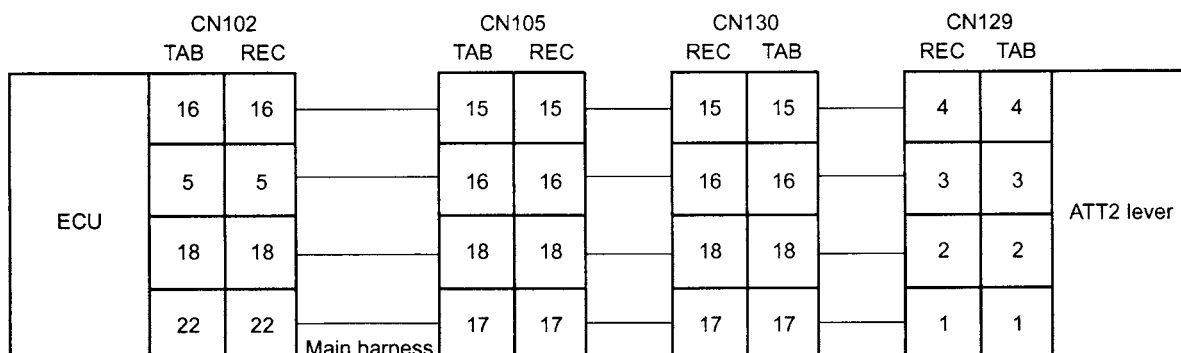 CN102 CN105 CN130 CN129
TAB REC TAB REC REC TAB REC TAB
16 16 15 15 15 15 4 4
5 5 16 16 16 16 3 3
ECU ATT2 lever
18 18 18 18 18 18 2 2
22 22 17 17 17 17 1 1
Main harness